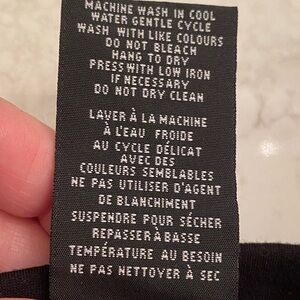 MACHINE WASH IN COOL
WATER GENTLE CYCLE
WASH WITH LIKE COLOURS
DO NOT BLEACH
HANG TO DRY
PRESS WITH LOW IRON
IF NECESSARY
DO NOT DRY CLEAN
LAVER À LA MACHINE
À L'EAU FROIDE
AU CYCLE DÉLICAT
AVEC DES
COULEURS SEMBLABLES
NE PAS UTILISER D'AGENT
DE BLANCHIMENT
SUSPENDRE POUR SÉCHER
REPASSER À BASSE
TEMPÉRATURE AU BESOIN
NE PAS NETTOYER À SEC